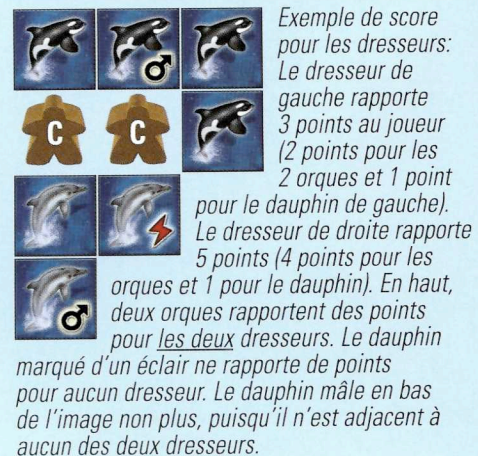 Exemple de score
pour les dresseurs:
Le dresseur de
gauche rapporte
3 points au joueur
C C
(2 points pour les
2 orques et 1 point
pour le dauphin de gauche).
Le dresseur de droite rapporte
5 points (4 points pour les
orques et 1 pour le dauphin). En haut,
deux orques rapportent des points
pour les deux dresseurs. Le dauphin
marqué d'un éclair ne rapporte de points
pour aucun dresseur. Le dauphin mâle en bas
de l'image non plus, puisqu'il n'est adjacent à
aucun des deux dresseurs.